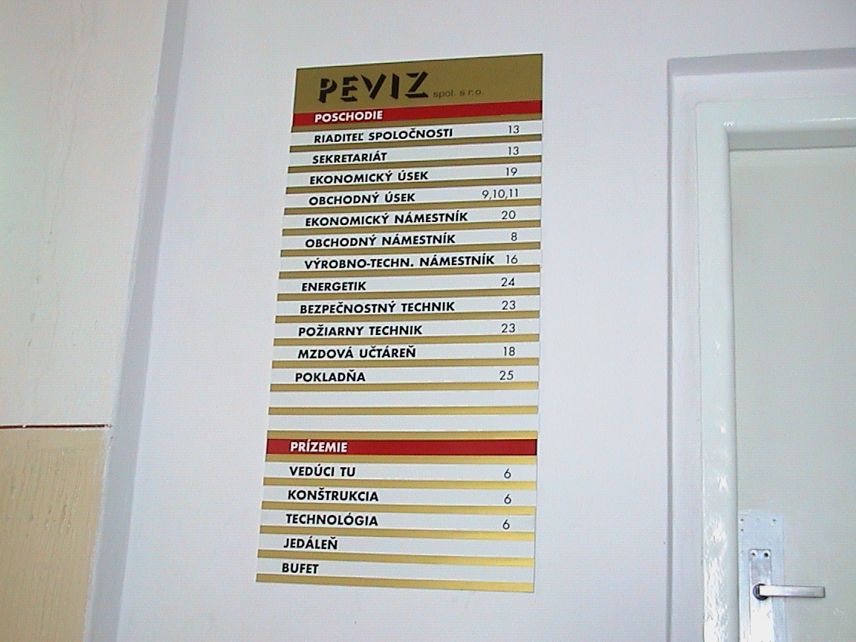 PEVIZ spol. s r.o.
POSCHODIE
RIADITEĽ SPOLOČNOSTI 13
SEKRETARIÁT 13
EKONOMICKÝ ÚSEK 19
OBCHODNÝ ÚSEK 9,10,11
EKONOMICKÝ NÁMESTNÍK 20
OBCHODNÝ NÁMESTNÍK 8
VÝROBNO-TECHN. NÁMESTNÍK 16
ENERGETIK 24
BEZPEČNOSTNÝ TECHNIK 23
POŽIARNY TECHNIK 23
MZDOVÁ UČTÁREŇ 18
POKLADŇA 25
PRÍZEMIE
VEDÚCI TU 6
KONŠTRUKCIA 6
TECHNOLÓGIA 6
JEDÁLEŇ
BUFET